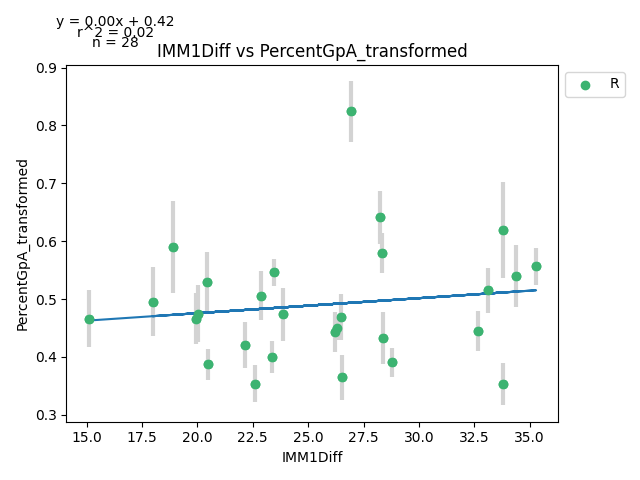 y = 0.00x + 0.42
r^2 = 0.02
n = 28
IMM1Diff vs PercentGpA_transformed
R
0.9
0.8
0.7
0.6
0.5
0.4
0.3
PercentGpA_transformed
15.0 17.5 20.0 22.5 25.0 27.5 30.0 32.5 35.0
IMM1Diff